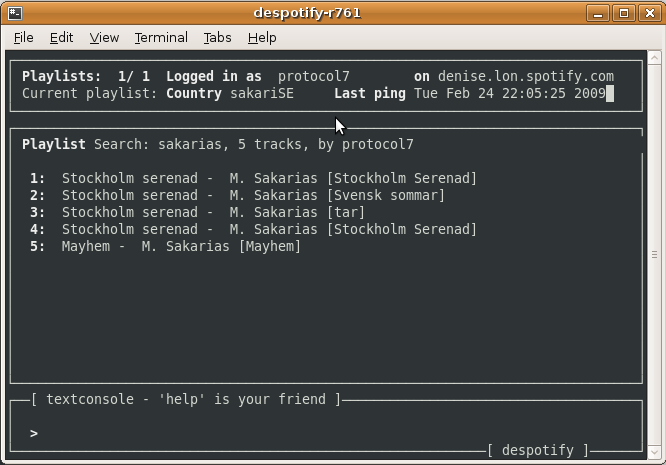 despotify-r761
File Edit View Terminal Tabs Help
Playlists: 1/ 1 Logged in as protocol7 on denise.lon.spotify.com
Current playlist: Country sakariSE Last ping Tue Feb 24 22:05:25 2009
Playlist Search: sakarias, 5 tracks, by protocol7
1: Stockholm serenad - M. Sakarias [Stockholm Serenad]
2: Stockholm serenad - M. Sakarias [Svensk sommar]
3: Stockholm serenad - M. Sakarias [tar]
4: Stockholm serenad - M. Sakarias [Stockholm Serenad]
5: Mayhem - M. Sakarias [Mayhem]
[ textconsole - 'help' is your friend ]
>
[ despotify ]